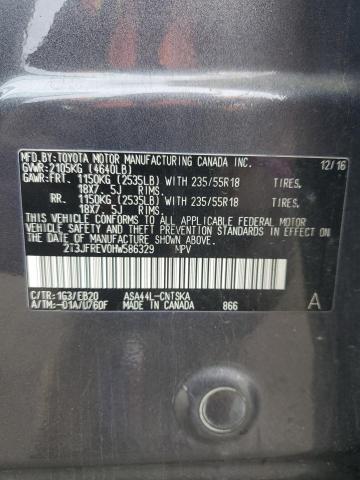 MFD.BY:TOYOTA MOTOR MANUFACTURING CANADA INC. 12/16
GVWR:2105KG (4640LB)
GAWR:FRT. 1150KG (2535LB) WITH 235/55R18 TIRES.
18X7.5J RIMS.
RR. 1150KG (2535LB) WITH 235/55R18 TIRES.
18X7.5J RIMS.
THIS VEHICLE CONFORMS TO ALL APPLICABLE FEDERAL MOTOR
VEHICLE SAFETY AND THEFT PREVENTION STANDARDS IN
EFFECT ON THE DATE OF MANUFACTURE SHOWN ABOVE.
2T3JFREV0HW586329 MPV
C/TR:1G3/EB20 ASA44L-CNTSKA
A/TM:-01A/U760F MADE IN CANADA 866 A